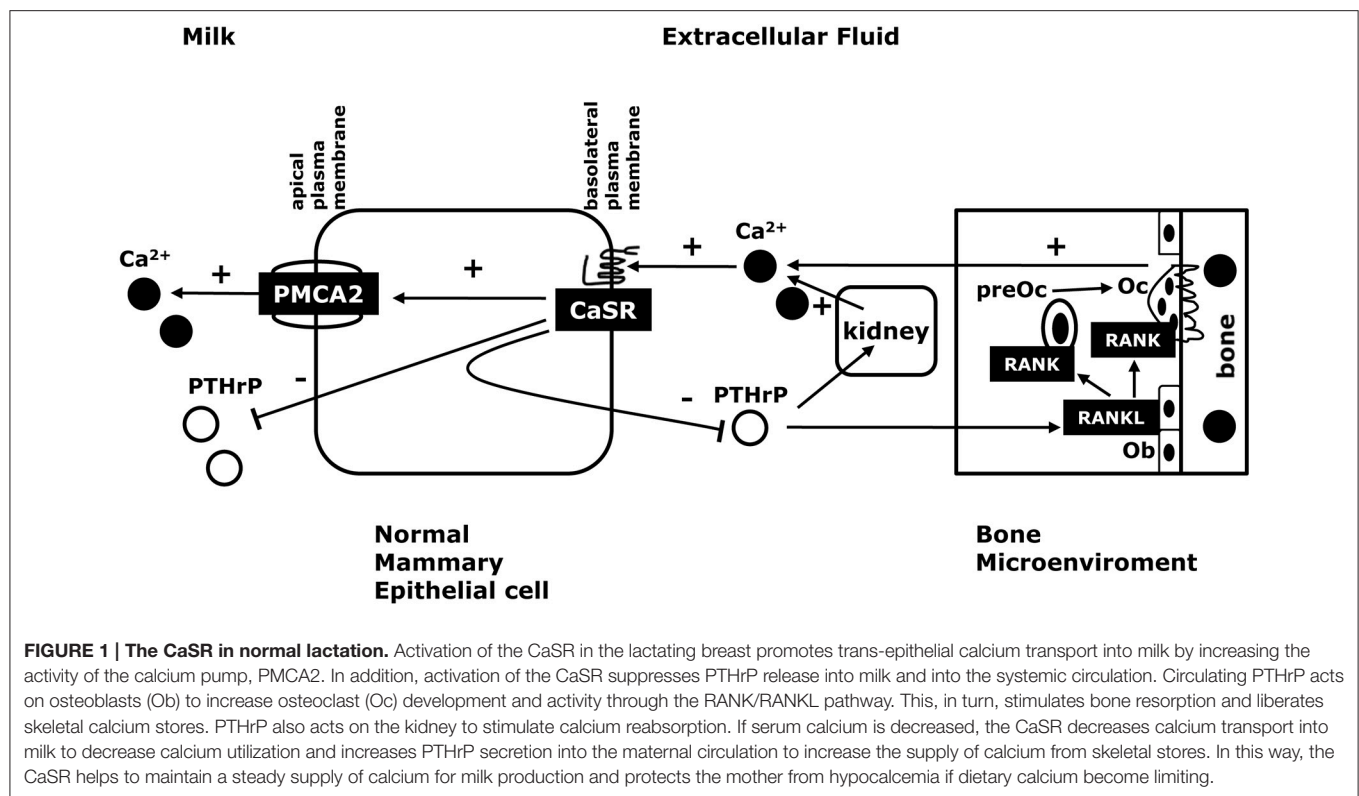 Milk
Extracellular Fluid
apical
plasma
membrane
basolateral
plasma
membrane
Ca²⁺
+
PMCA2
+
CaSR
+
Ca²⁺
+
+
kidney
preOc
Oc
RANK
RANK
RANKL
Ob
bone
PTHrP
-
-
PTHrP
Normal
Mammary
Epithelial cell
Bone
Microenviroment
FIGURE 1 | The CaSR in normal lactation. Activation of the CaSR in the lactating breast promotes trans-epithelial calcium transport into milk by increasing the
activity of the calcium pump, PMCA2. In addition, activation of the CaSR suppresses PTHrP release into milk and into the systemic circulation. Circulating PTHrP acts
on osteoblasts (Ob) to increase osteoclast (Oc) development and activity through the RANK/RANKL pathway. This, in turn, stimulates bone resorption and liberates
skeletal calcium stores. PTHrP also acts on the kidney to stimulate calcium reabsorption. If serum calcium is decreased, the CaSR decreases calcium transport into
milk to decrease calcium utilization and increases PTHrP secretion into the maternal circulation to increase the supply of calcium from skeletal stores. In this way, the
CaSR helps to maintain a steady supply of calcium for milk production and protects the mother from hypocalcemia if dietary calcium become limiting.